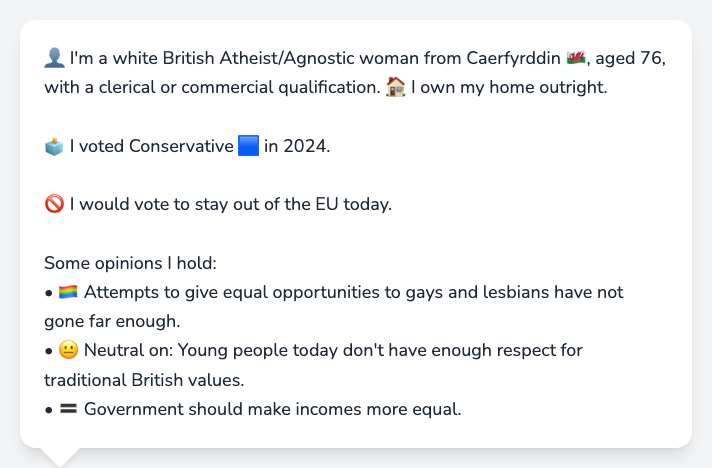 👤 I'm a white British Atheist/Agnostic woman from Caerfyrddin 🏴󠁧󠁢󠁷󠁬󠁳󠁿, aged 76,
with a clerical or commercial qualification. 🏠 I own my home outright.
🗳️ I voted Conservative 🟦 in 2024.
🚫 I would vote to stay out of the EU today.
Some opinions I hold:
• 🏳️‍🌈 Attempts to give equal opportunities to gays and lesbians have not
gone far enough.
• 😐 Neutral on: Young people today don't have enough respect for
traditional British values.
• 🟰 Government should make incomes more equal.